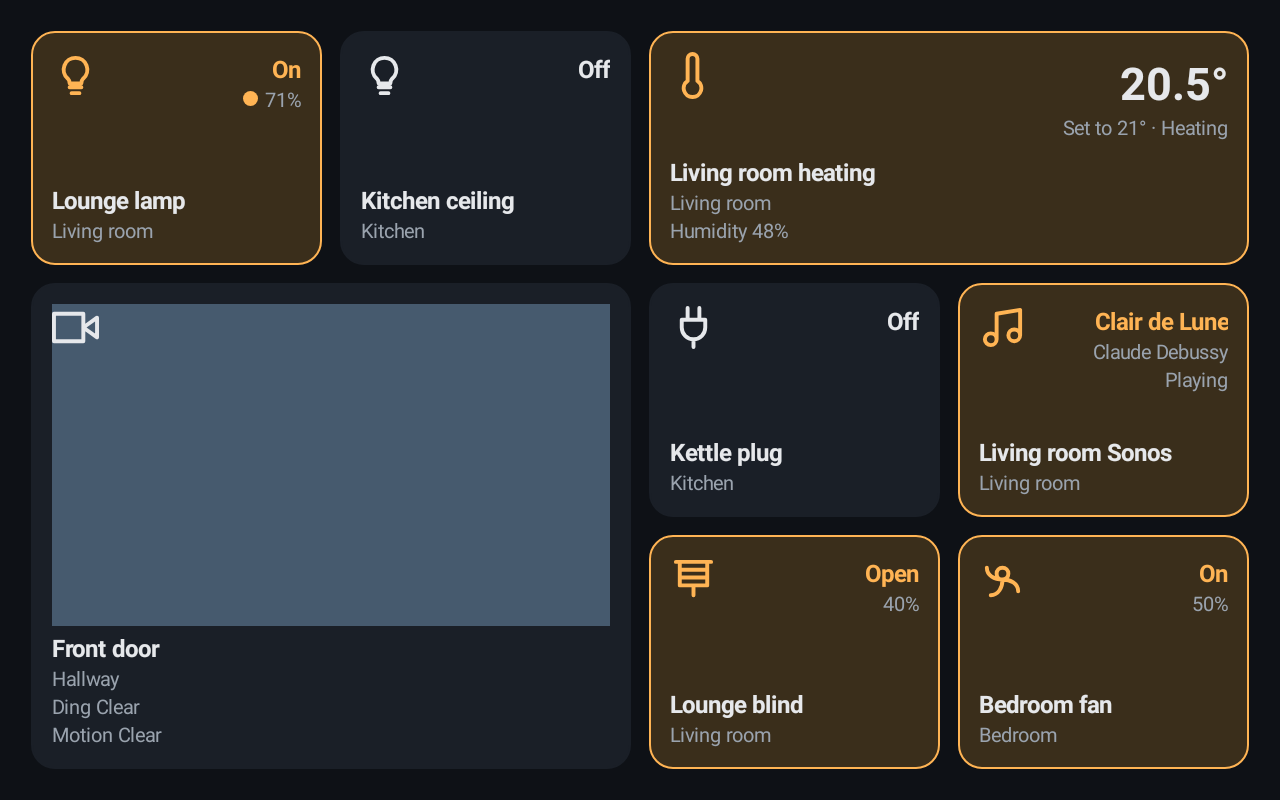 On
71%
Lounge lamp
Living room
Off
Kitchen ceiling
Kitchen
20.5°
Set to 21° · Heating
Living room heating
Living room
Humidity 48%
Front door
Hallway
Ding Clear
Motion Clear
Off
Kettle plug
Kitchen
Clair de Lune
Claude Debussy
Playing
Living room Sonos
Living room
Open
40%
Lounge blind
Living room
On
50%
Bedroom fan
Bedroom